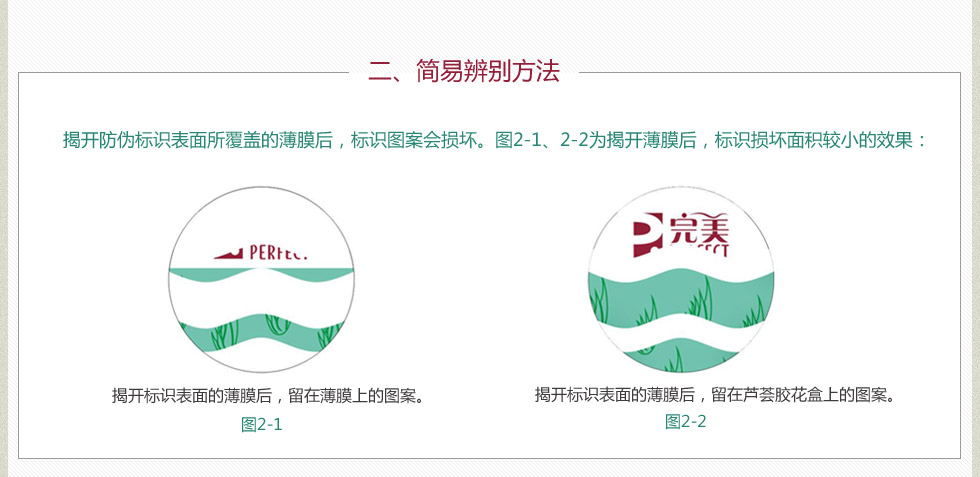 二、简易辨别方法
揭开防伪标识表面所覆盖的薄膜后，标识图案会损坏。图2-1、2-2为揭开薄膜后，标识损坏面积较小的效果：
完美
揭开标识表面的薄膜后，留在薄膜上的图案。
揭开标识表面的薄膜后，留在芦荟胶花盒上的图案。
图2-1
图2-2